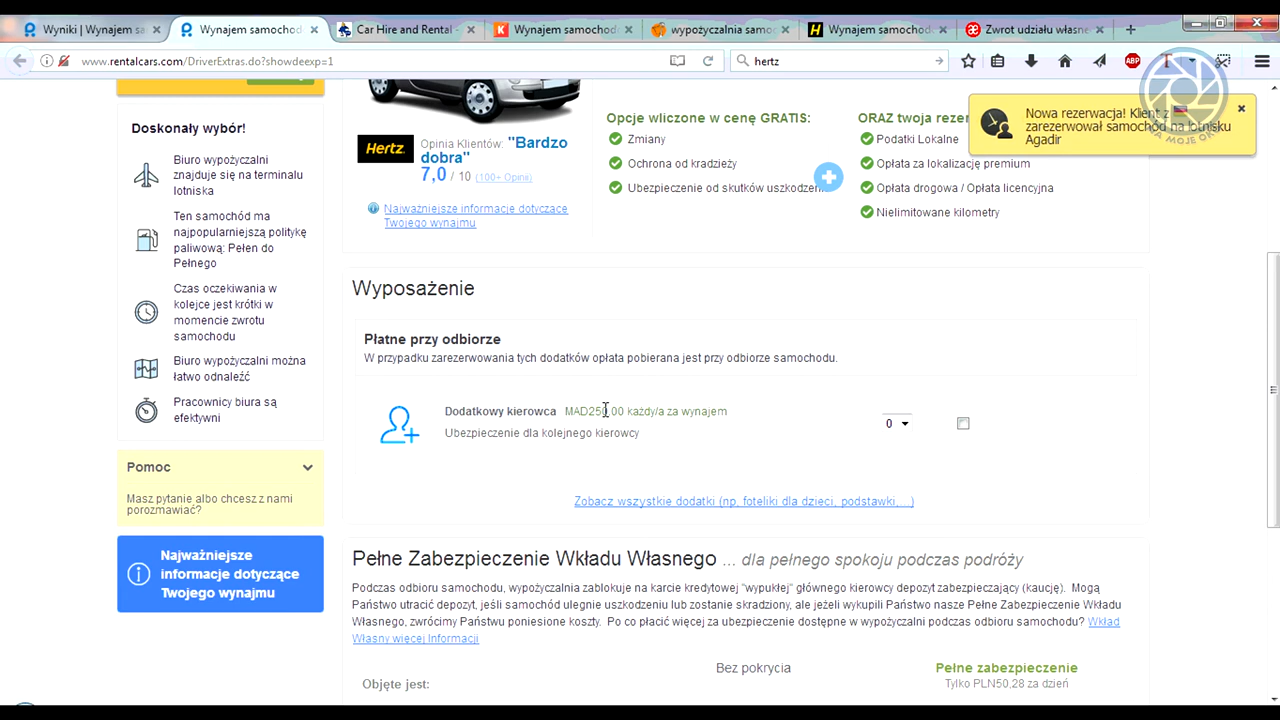 Wyniki | Wynajem sa
Wynajem samochod
Car Hire and Rental -
Wynajem samochod
wypożyczalnia samo
Wynajem samochod
Zwrot udziału własne
www.rentalcars.com/DriverExtras.do?showdeexp=1
hertz
ABP
Doskonały wybór!
Biuro wypożyczalni
znajduje się na terminalu
lotniska
Ten samochód ma
najpopularniejszą politykę
paliwową: Pełen do
Pełnego
Czas oczekiwania w
kolejce jest krótki w
momencie zwrotu
samochodu
Biuro wypożyczalni można
łatwo odnaleźć
Pracownicy biura są
efektywni
Pomoc
Masz pytanie albo chcesz z nami
porozmawiać?
Najważniejsze
informacje dotyczące
Twojego wynajmu
Hertz.
Opinia Klientów: "Bardzo
dobra"
7,0 / 10 (100+ Opinii)
Najważniejsze informacje dotyczące
Twojego wynajmu
Opcje wliczone w cenę GRATIS:
Zmiany
Ochrona od kradzieży
Ubezpieczenie od skutków uszkodzeń
ORAZ twoja rezer
Podatki Lokalne
Opłata za lokalizację premium
Opłata drogowa / Opłata licencyjna
Nielimitowane kilometry
Nowa rezerwacja! Klient z
zarezerwował samochód na lotnisku
Agadir
Wyposażenie
Płatne przy odbiorze
W przypadku zarezerwowania tych dodatków opłata pobierana jest przy odbiorze samochodu.
Dodatkowy kierowca MAD250,00 każdy/a za wynajem
Ubezpieczenie dla kolejnego kierowcy
0
Zobacz wszystkie dodatki (np, foteliki dla dzieci, podstawki,...)
Pełne Zabezpieczenie Wkładu Własnego ... dla pełnego spokoju podczas podróży
Podczas odbioru samochodu, wypożyczalnia zablokuje na karcie kredytowej "wypukłej" głównego kierowcy depozyt zabezpieczający (kaucję). Mogą
Państwo utracić depozyt, jeśli samochód ulegnie uszkodzeniu lub zostanie skradziony, ale jeżeli wykupili Państwo nasze Pełne Zabezpieczenie Wkładu
Własnego, zwrócimy Państwu poniesione koszty. Po co płacić więcej za ubezpieczenie dostępne w wypożyczalni podczas odbioru samochodu? Wkład
Własny więcej Informacji
Bez pokrycia
Pełne zabezpieczenie
Tylko PLN50,28 za dzień
Objęte jest: